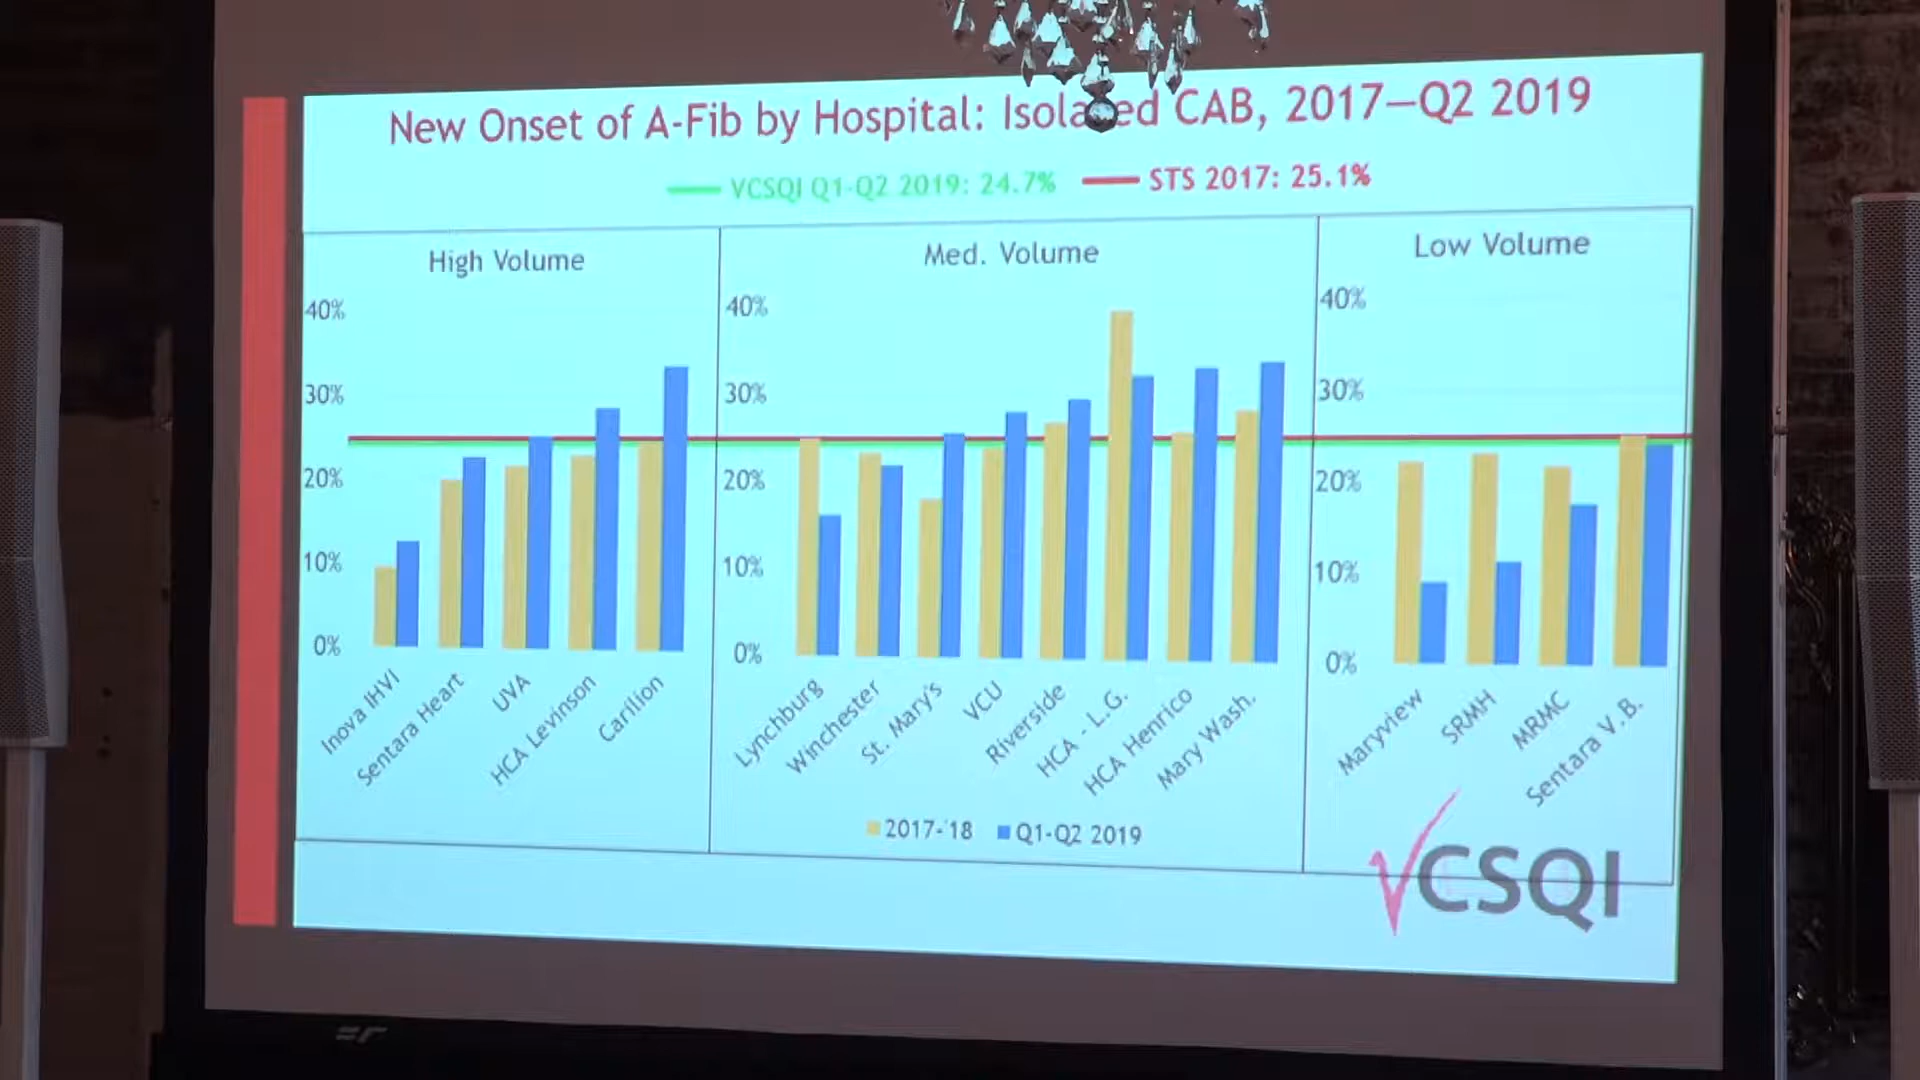 New Onset of A-Fib by Hospital: Isolated CAB, 2017—Q2 2019
VCSQI Q1-Q2 2019: 24.7% STS 2017: 25.1%
High Volume
40%
30%
20%
10%
0%
Inova IHVI
Sentara Heart
UVA
HCA Levinson
Carilion
Med. Volume
40%
30%
20%
10%
0%
Lynchburg
Winchester
St. Mary's
VCU
Riverside
HCA - L.G.
HCA Henrico
Mary Wash.
Low Volume
40%
30%
20%
10%
0%
Maryview
SRMH
MRMC
Sentara V.B.
2017-'18 Q1-Q2 2019
VCSQI